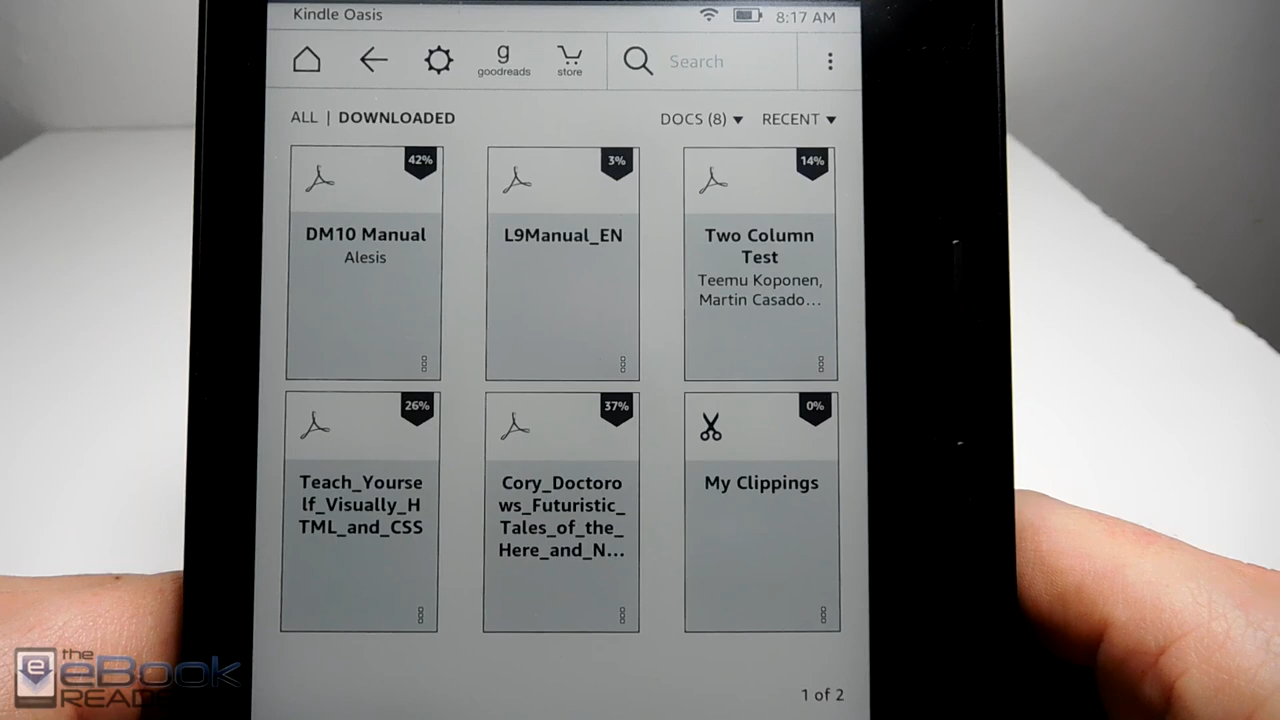 Kindle Oasis 8:17 AM
g
goodreads store Search
ALL | DOWNLOADED DOCS (8) RECENT
42% 3% 14%
DM10 Manual
Alesis
L9Manual_EN
Two Column
Test
Teemu Koponen,
Martin Casado...
26% 37% 0%
Teach_Yourse
lf_Visually_H
TML_and_CSS
Cory_Doctoro
ws_Futuristic_
Tales_of_the_
Here_and_N...
My Clippings
1 of 2
the
eBook
READER